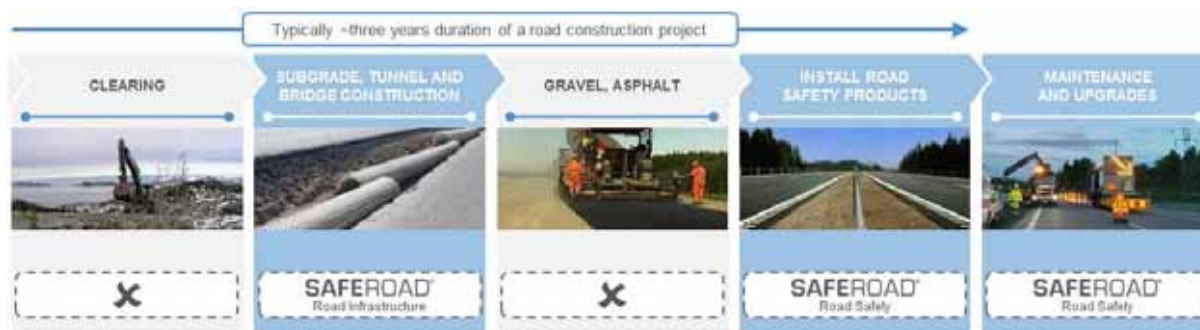 Typically ~three years duration of a road construction project
CLEARING
SUBGRADE, TUNNEL AND
BRIDGE CONSTRUCTION
GRAVEL, ASPHALT
INSTALL ROAD
SAFETY PRODUCTS
MAINTENANCE
AND UPGRADES
SAFEROAD
Road Infrastructure
SAFEROAD
Road Safety
SAFEROAD
Road Safety